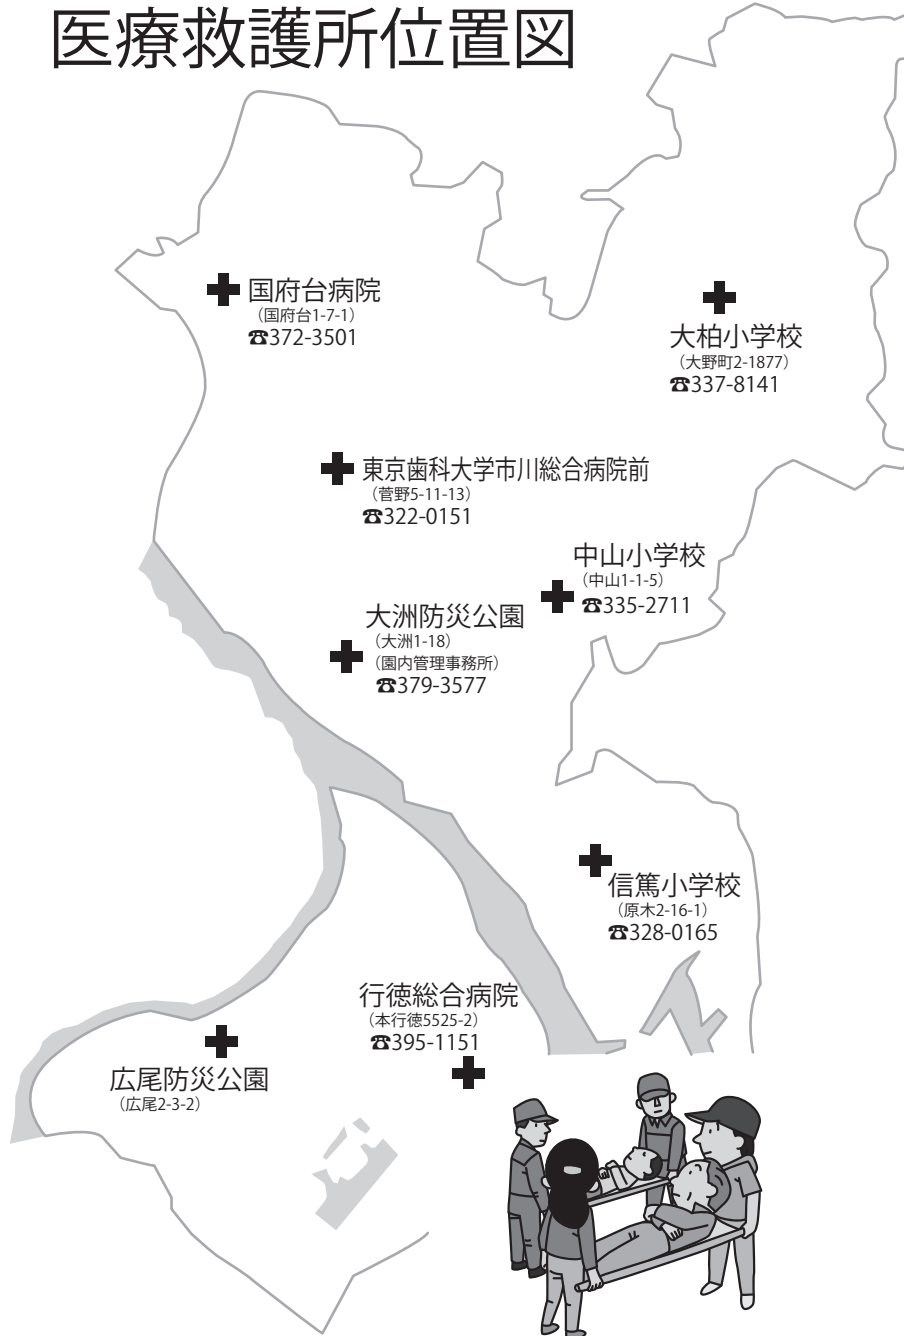 医療救護所位置図
国府台病院
（国府台1-7-1）
☎372-3501
大柏小学校
（大野町2-1877）
☎337-8141
東京歯科大学市川総合病院前
（菅野5-11-13）
☎322-0151
中山小学校
（中山1-1-5）
☎335-2711
大洲防災公園
（大洲1-18）
（園内管理事務所）
☎379-3577
信篤小学校
（原木2-16-1）
☎328-0165
行徳総合病院
（本行徳5525-2）
☎395-1151
広尾防災公園
（広尾2-3-2）